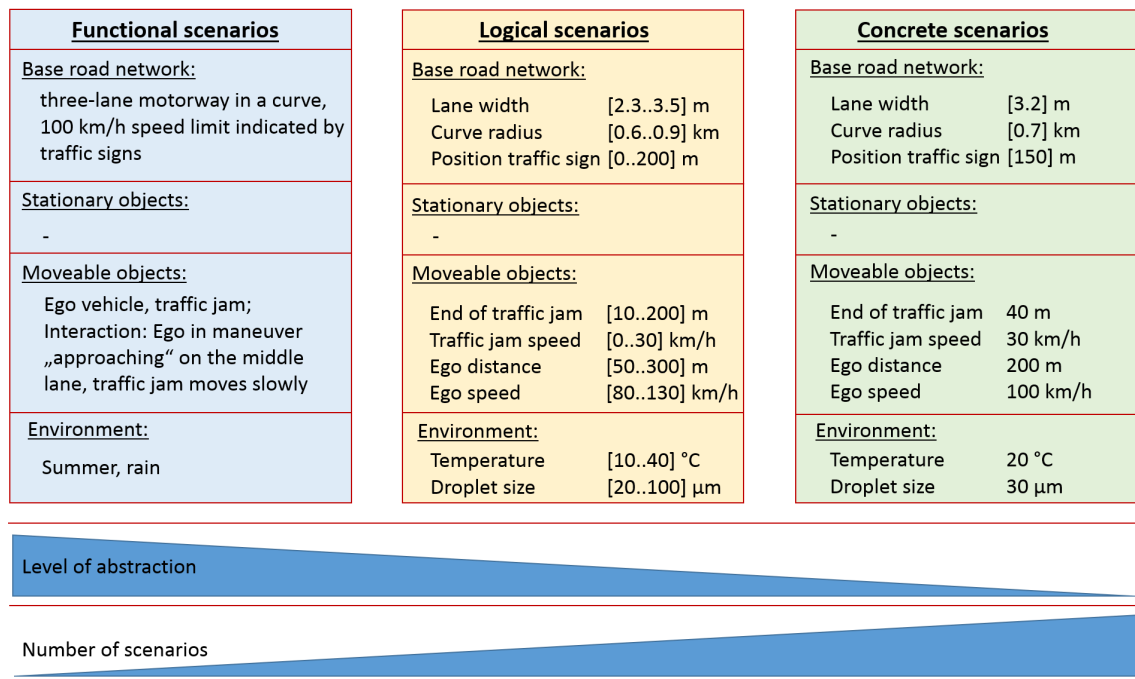 Functional scenarios
Base road network:
three-lane motorway in a curve,
100 km/h speed limit indicated by
traffic signs
Stationary objects:
-
Moveable objects:
Ego vehicle, traffic jam;
Interaction: Ego in maneuver
„approaching“ on the middle
lane, traffic jam moves slowly
Environment:
Summer, rain
Logical scenarios
Base road network:
Lane width [2.3..3.5] m
Curve radius [0.6..0.9] km
Position traffic sign [0..200] m
Stationary objects:
-
Moveable objects:
End of traffic jam [10..200] m
Traffic jam speed [0..30] km/h
Ego distance [50..300] m
Ego speed [80..130] km/h
Environment:
Temperature [10..40] °C
Droplet size [20..100] µm
Concrete scenarios
Base road network:
Lane width [3.2] m
Curve radius [0.7] km
Position traffic sign [150] m
Stationary objects:
-
Moveable objects:
End of traffic jam 40 m
Traffic jam speed 30 km/h
Ego distance 200 m
Ego speed 100 km/h
Environment:
Temperature 20 °C
Droplet size 30 µm
Level of abstraction
Number of scenarios